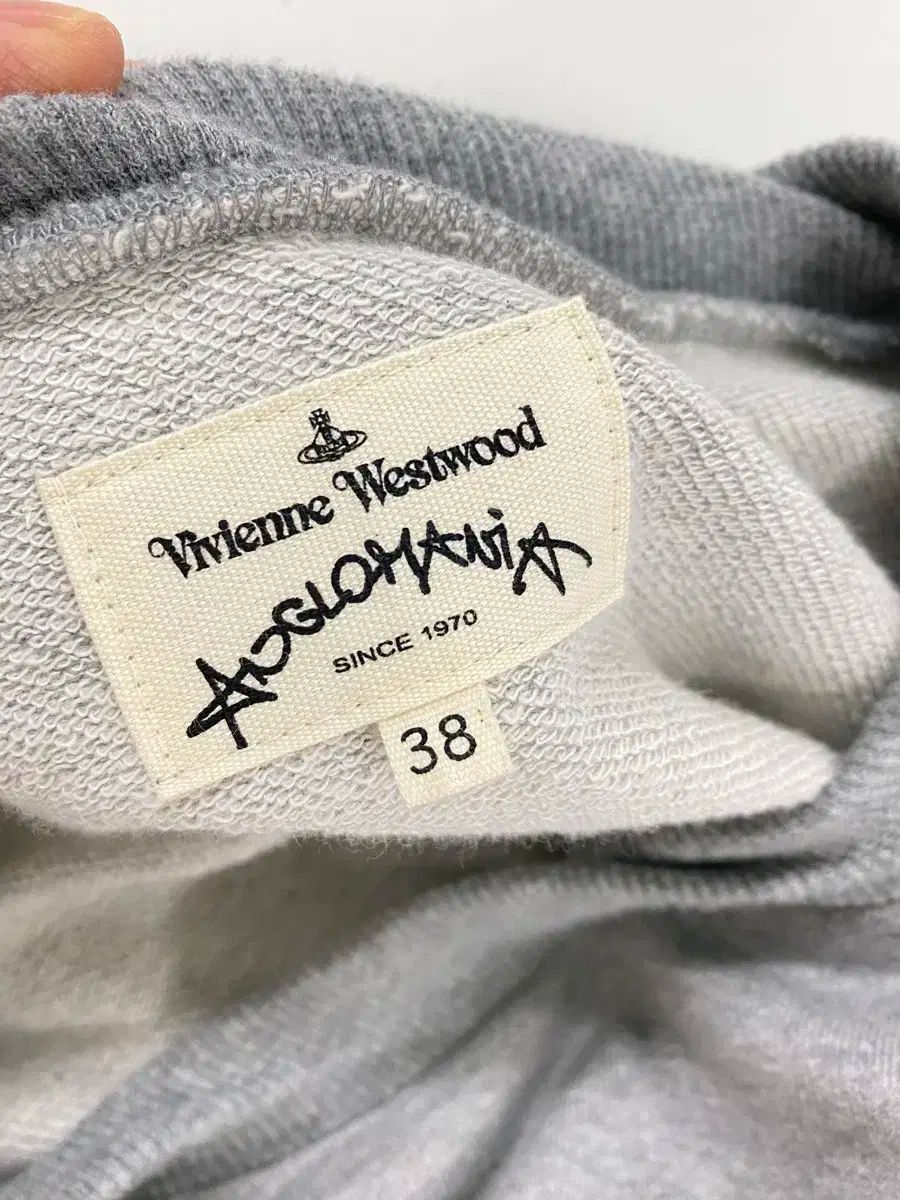 Vivienne Westwood
ANGLOMANIA
SINCE 1970
38